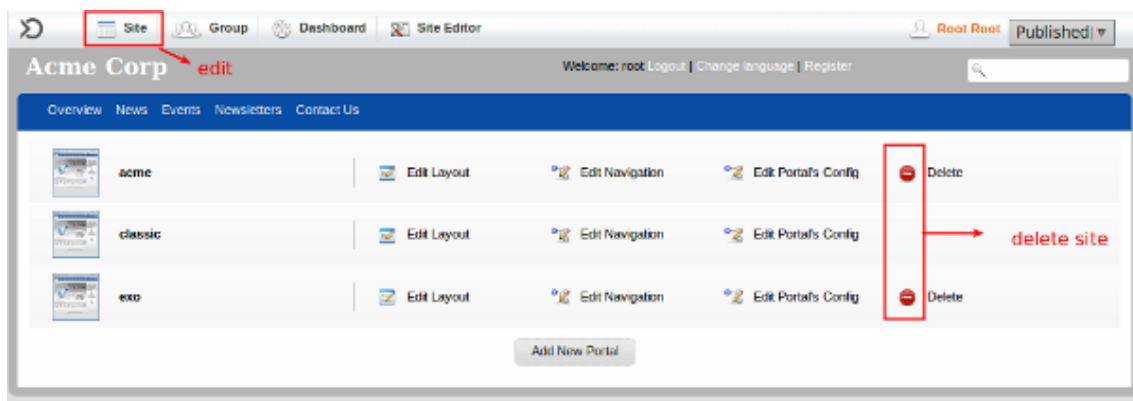 Site Group Dashboard Site Editor Root Root Published
edit
Acme Corp Welcome: root Logout | Change language | Register
Overview News Events Newsletters Contact Us
acme Edit Layout Edit Navigation Edit Portal's Config Delete
classic Edit Layout Edit Navigation Edit Portal's Config
delete site
exo Edit Layout Edit Navigation Edit Portal's Config Delete
Add New Portal